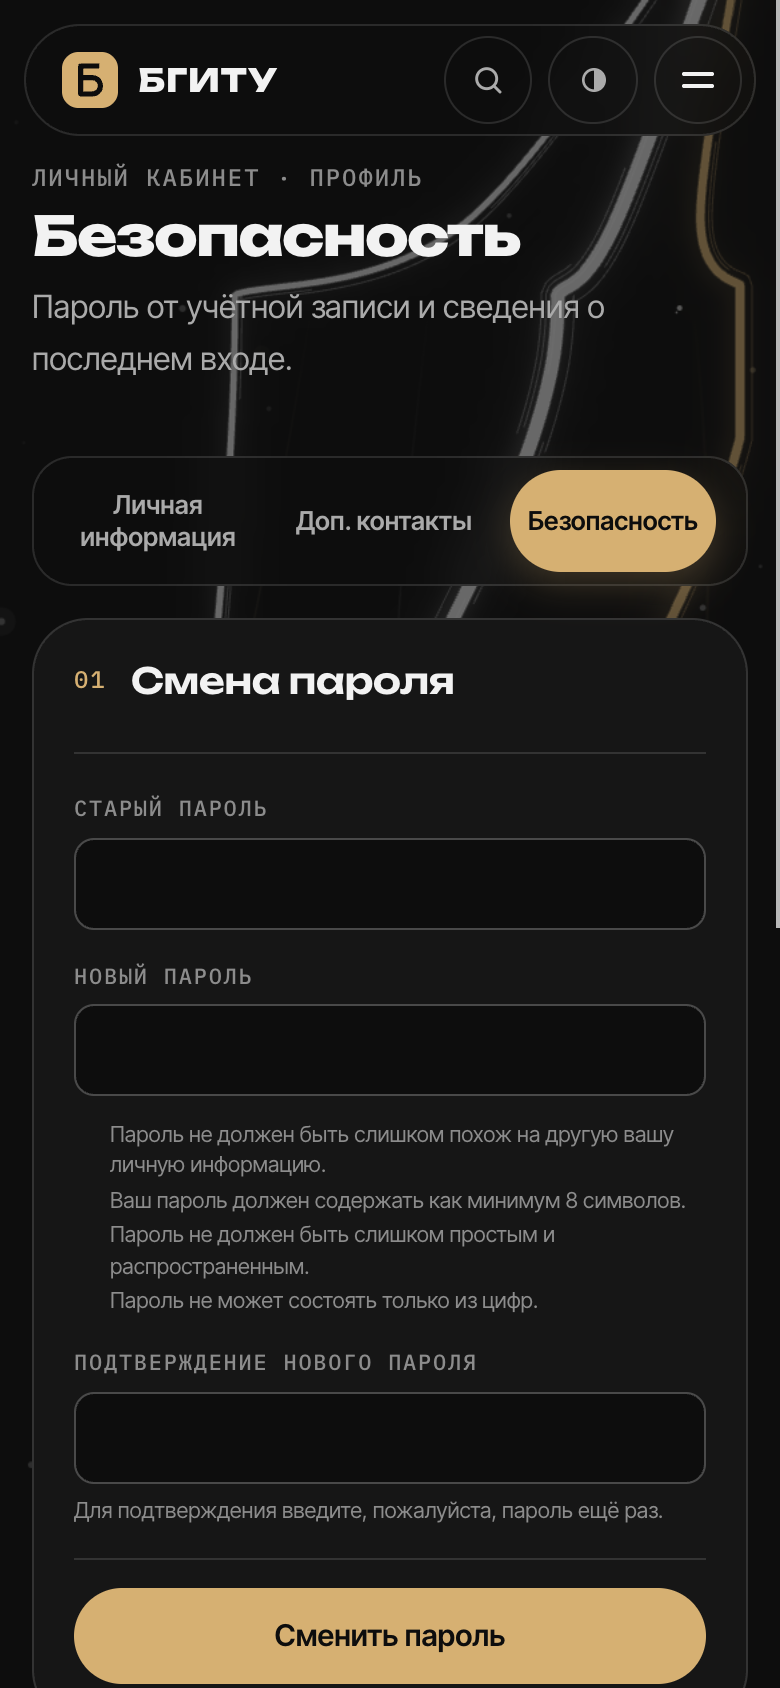 Б БГИТУ
ЛИЧНЫЙ КАБИНЕТ · ПРОФИЛЬ
Безопасность
Пароль от учётной записи и сведения о
последнем входе.
Личная
информация
Доп. контакты
Безопасность
01 Смена пароля
СТАРЫЙ ПАРОЛЬ
НОВЫЙ ПАРОЛЬ
Пароль не должен быть слишком похож на другую вашу
личную информацию.
Ваш пароль должен содержать как минимум 8 символов.
Пароль не должен быть слишком простым и
распространенным.
Пароль не может состоять только из цифр.
ПОДТВЕРЖДЕНИЕ НОВОГО ПАРОЛЯ
Для подтверждения введите, пожалуйста, пароль ещё раз.
Сменить пароль